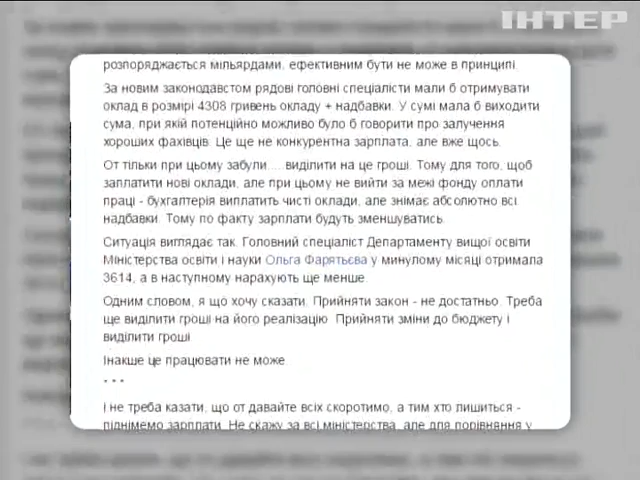 ІНТЕР
розпоряджається мільярдами, ефективним бути не може в принципі.
За новим законодавстом рядові головні спеціалісти мали б отримувати
оклад в розмірі 4308 гривень окладу + надбавки. У сумі мала б виходити
сума, при якій потенційно можливо було б говорити про залучення
хороших фахівців. Це ще не конкурентна зарплата, але вже щось.
От тільки при цьому забули.... виділити на це гроші. Тому для того, щоб
заплатити нові оклади, але при цьому не вийти за межі фонду оплати
праці - бухгалтерія виплатить чисті оклади, але знімає абсолютно всі
надбавки. Тому по факту зарплати будуть зменшуватись.
Ситуація виглядає так. Головний спеціаліст Департаменту вищої освіти
Міністерства освіти і науки Ольга Фарятьєва у минулому місяці отримала
3614, а в наступному нарахують ще менше.
Одним словом, я що хочу сказати. Прийняти закон - не достатньо. Треба
ще виділити гроші на його реалізацію. Прийняти зміни до бюджету і
виділити гроші.
Інакше це працювати не може.
* * *
І не треба казати, що от давайте всіх скоротимо, а тим хто лишиться -
піднімемо зарплати. Не скажу за всі міністерства, але для порівняння у